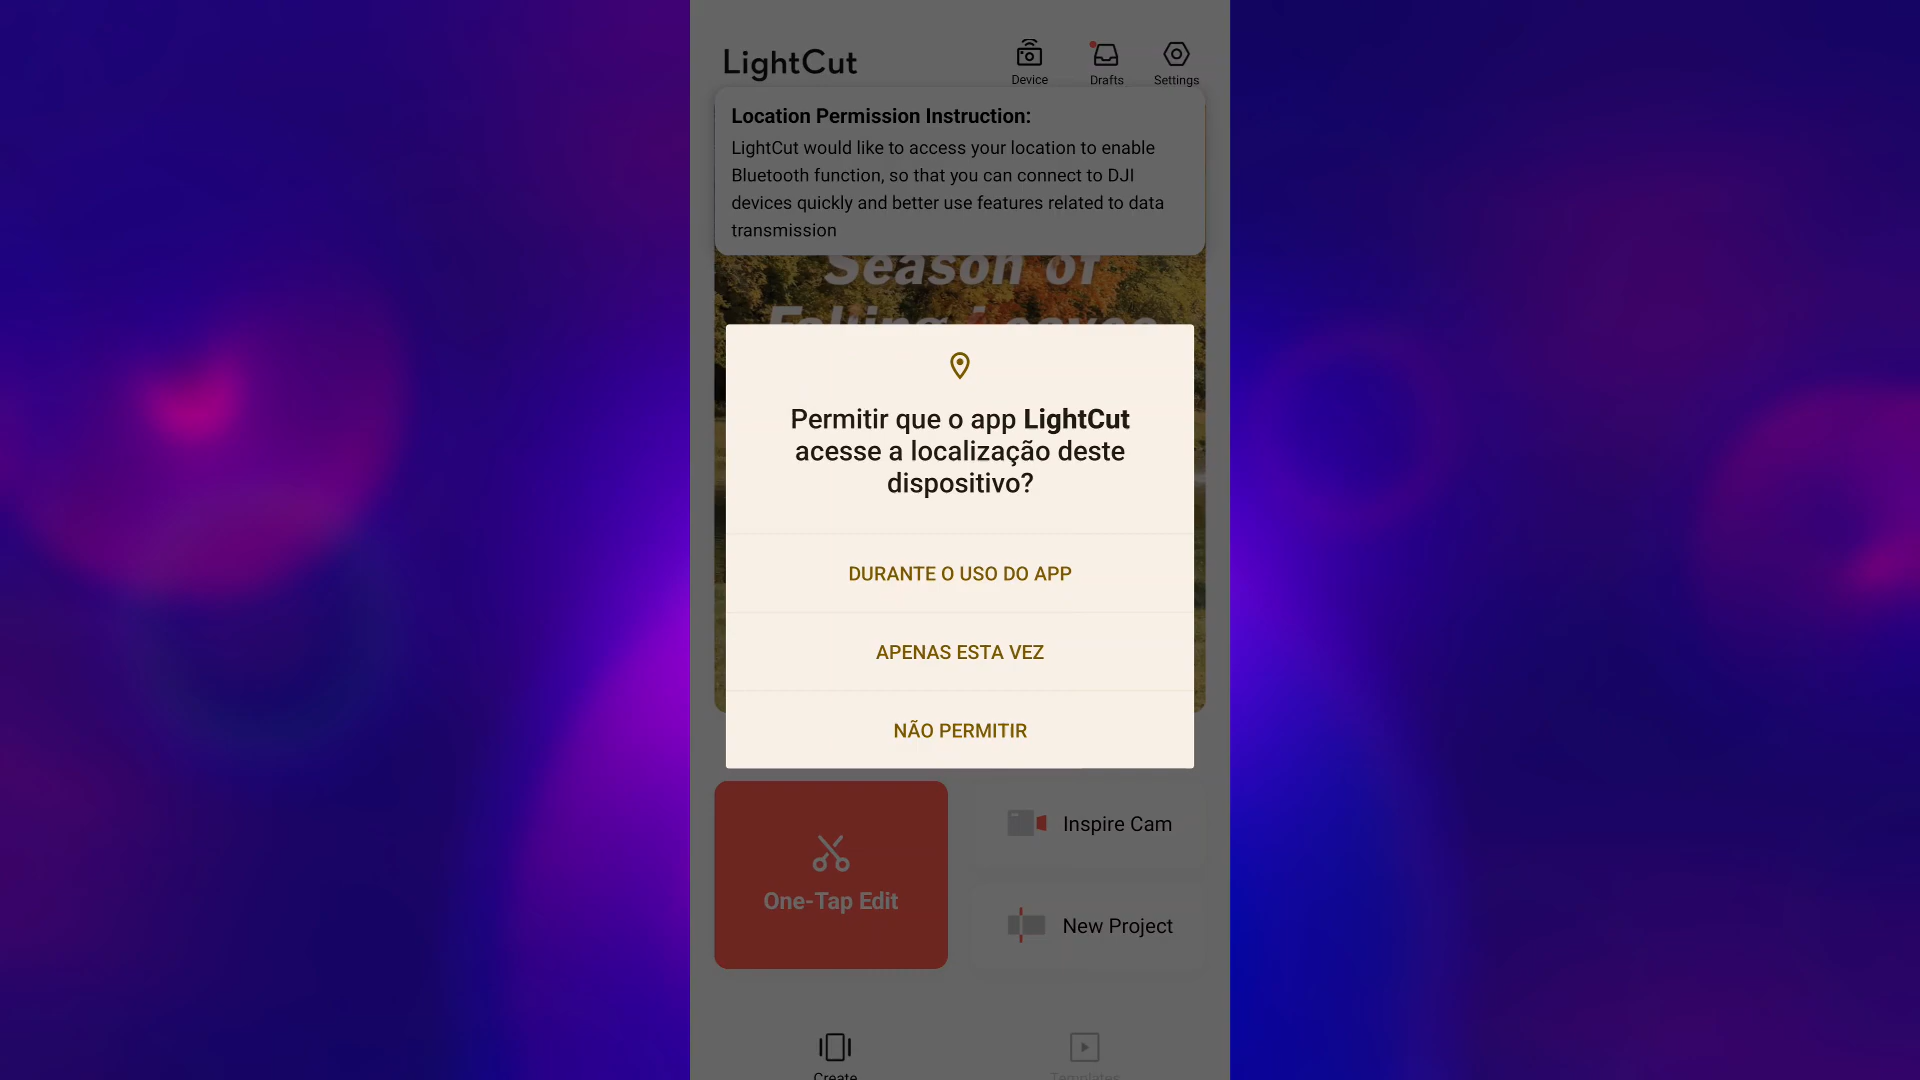 LightCut
Device
Drafts
Settings
Location Permission Instruction:
LightCut would like to access your location to enable
Bluetooth function, so that you can connect to DJI
devices quickly and better use features related to data
transmission
Season of
Falling Leaves
Permitir que o app LightCut
acesse a localização deste
dispositivo?
DURANTE O USO DO APP
APENAS ESTA VEZ
NÃO PERMITIR
One-Tap Edit
Inspire Cam
New Project
Create
Templates